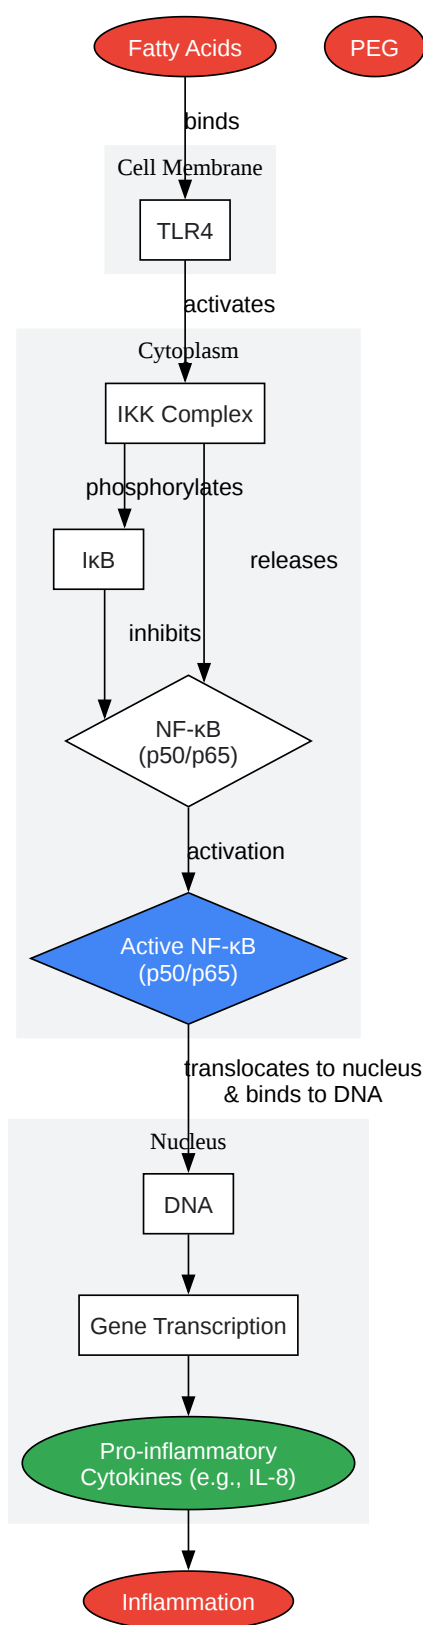 Fatty Acids
PEG
binds
Cell Membrane
TLR4
activates
Cytoplasm
IKK Complex
phosphorylates
IκB
releases
inhibits
NF-κB
(p50/p65)
activation
Active NF-κB
(p50/p65)
translocates to nucleus
& binds to DNA
Nucleus
DNA
Gene Transcription
Pro-inflammatory
Cytokines (e.g., IL-8)
Inflammation